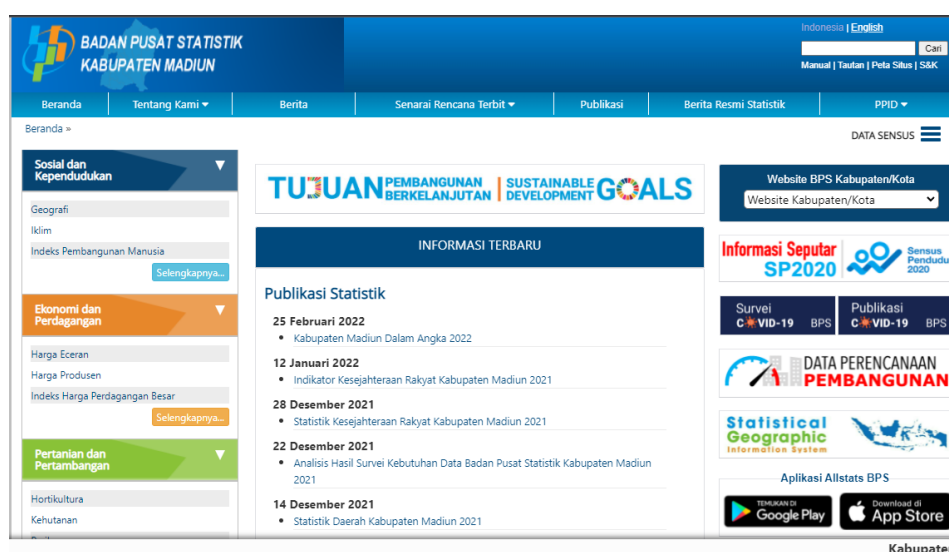 BADAN PUSAT STATISTIK
KABUPATEN MADIUN
Indonesia | English
Cari
Manual | Tautan | Peta Situs | S&K
Beranda
Tentang Kami
Berita
Senarai Rencana Terbit
Publikasi
Berita Resmi Statistik
PPID
Beranda »
DATA SENSUS
Sosial dan
Kependudukan
Geografi
Iklim
Indeks Pembangunan Manusia
Selengkapnya...
Ekonomi dan
Perdagangan
Harga Eceran
Harga Produsen
Indeks Harga Perdagangan Besar
Selengkapnya...
Pertanian dan
Pertambangan
Hortikultura
Kehutanan
TUJUAN PEMBANGUNAN BERKELANJUTAN | SUSTAINABLE DEVELOPMENT GOALS
INFORMASI TERBARU
Publikasi Statistik
25 Februari 2022
Kabupaten Madiun Dalam Angka 2022
12 Januari 2022
Indikator Kesejahteraan Rakyat Kabupaten Madiun 2021
28 Desember 2021
Statistik Kesejahteraan Rakyat Kabupaten Madiun 2021
22 Desember 2021
Analisis Hasil Survei Kebutuhan Data Badan Pusat Statistik Kabupaten Madiun
2021
14 Desember 2021
Statistik Daerah Kabupaten Madiun 2021
Website BPS Kabupaten/Kota
Website Kabupaten/Kota
Informasi Seputar
SP2020
Sensus
Pendudu
2020
Survei
COVID-19 BPS
Publikasi
COVID-19 BPS
DATA PERENCANAAN
PEMBANGUNAN
Statistical
Geographic
Information System
Aplikasi Allstats BPS
TEMUKAN DI
Google Play
Download di
App Store
Kabupate